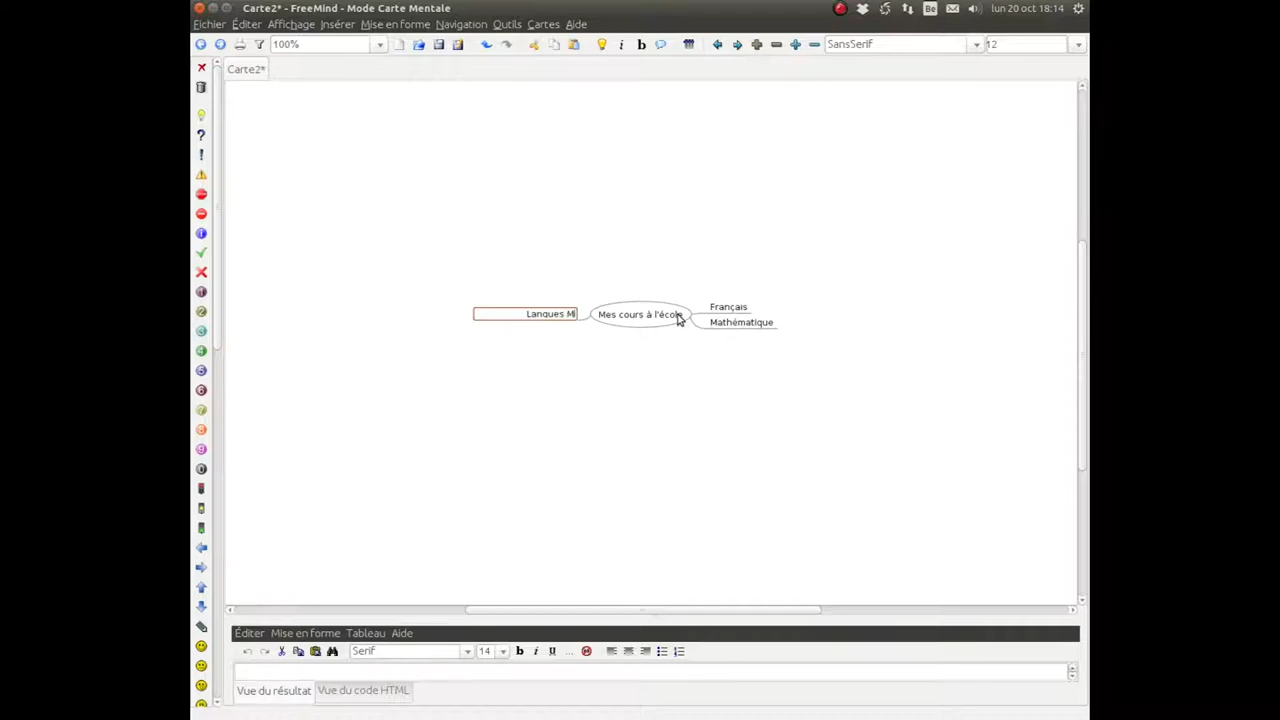 Carte2* - FreeMind - Mode Carte Mentale
Be
lun 20 oct 18:14
Fichier Éditer Affichage Insérer Mise en forme Navigation Outils Cartes Aide
100%
i b
SansSerif
12
Carte2*
Langues Mi
Mes cours à l'école
Français
Mathématique
Éditer Mise en forme Tableau Aide
Serif
14
b i u ...
Vue du résultat
Vue du code HTML